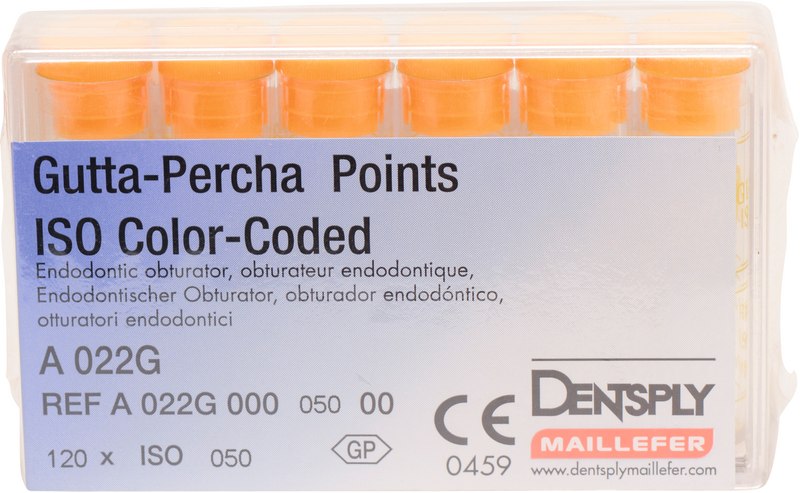 Gutta-Percha Points
ISO Color-Coded
Endodontic obturator, obturateur endodontique,
Endodontischer Obturator, obturador endodóntico,
otturatori endodontici
A 022G
REF A 022G 000 050 00
120 x ISO 050
GP
CE
0459
DENTSPLY
MAILLEFER
www.dentsplymaillefer.com